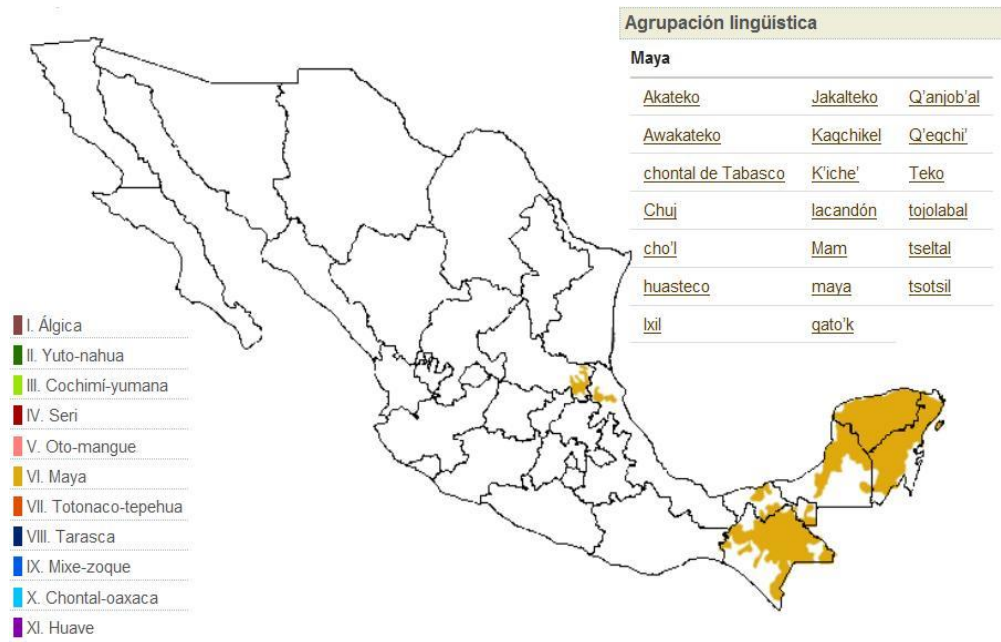 Agrupación lingüística
Maya
Akateko Jakalteko Q'anjob'al
Awakateko Kaqchikel Q'eqchi'
chontal de Tabasco K'iche' Teko
Chuj lacandón tojolabal
cho'l Mam tseltal
huasteco maya tsotsil
Ixil qato'k
I. Álgica
II. Yuto-nahua
III. Cochimí-yumana
IV. Seri
V. Oto-mangue
VI. Maya
VII. Totonaco-tepehua
VIII. Tarasca
IX. Mixe-zoque
X. Chontal-oaxaca
XI. Huave